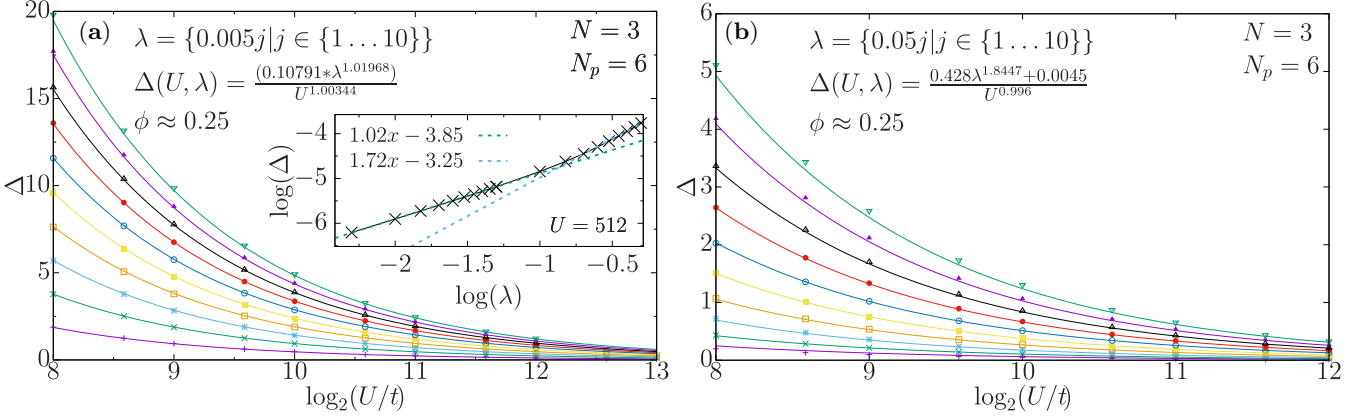 (a)
λ = {0.005j|j ∈ {1 … 10}}
N = 3
Δ(U, λ) = (0.10791*λ^1.01968) / U^1.00344
N_p = 6
ϕ ≈ 0.25
20
15
10
5
0
Δ
8 9 10 11 12 13
log₂(U/t)
1.02x − 3.85
1.72x − 3.25
U = 512
−4
−5
−6
log(Δ)
−2 −1.5 −1 −0.5
log(λ)
(b)
λ = {0.05j|j ∈ {1 … 10}}
N = 3
Δ(U, λ) = 0.428λ^1.8447+0.0045 / U^0.996
N_p = 6
ϕ ≈ 0.25
6
5
4
3
2
1
0
Δ
8 9 10 11 12
log₂(U/t)